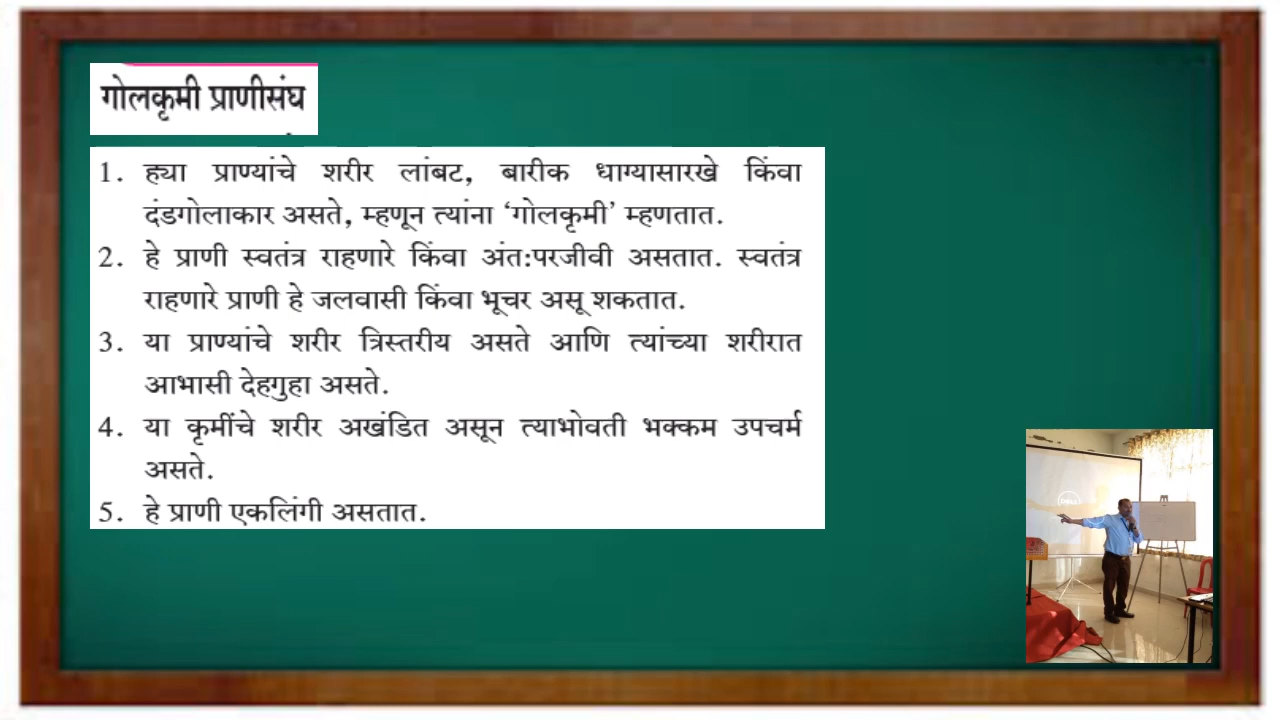 गोलकृमी प्राणीसंघ
1. ह्या प्राण्यांचे शरीर लांबट, बारीक धाग्यासारखे किंवा
दंडगोलाकार असते, म्हणून त्यांना ‘गोलकृमी’ म्हणतात.
2. हे प्राणी स्वतंत्र राहणारे किंवा अंत:परजीवी असतात. स्वतंत्र
राहणारे प्राणी हे जलवासी किंवा भूचर असू शकतात.
3. या प्राण्यांचे शरीर त्रिस्तरीय असते आणि त्यांच्या शरीरात
आभासी देहगुहा असते.
4. या कृमींचे शरीर अखंडित असून त्याभोवती भक्कम उपचर्म
असते.
5. हे प्राणी एकलिंगी असतात.
DELL